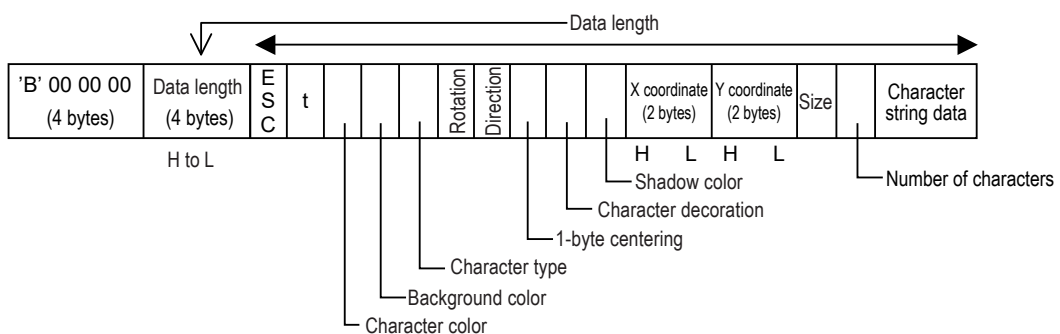 Data length
'B' 00 00 00
(4 bytes)
Data length
(4 bytes)
E
S
C
t
Rotation
Direction
X coordinate
(2 bytes)
Y coordinate
(2 bytes)
Size
Character
string data
H to L
H L H L
Shadow color
Number of characters
Character decoration
1-byte centering
Character type
Background color
Character color